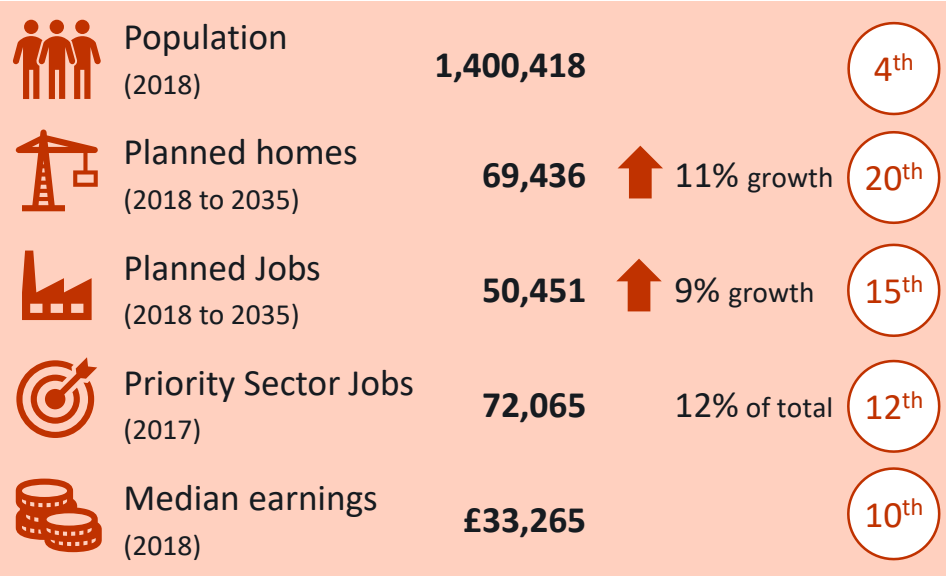 Population
(2018)
1,400,418
4th
Planned homes
(2018 to 2035)
69,436
11% growth
20th
Planned Jobs
(2018 to 2035)
50,451
9% growth
15th
Priority Sector Jobs
(2017)
72,065
12% of total
12th
Median earnings
(2018)
£33,265
10th